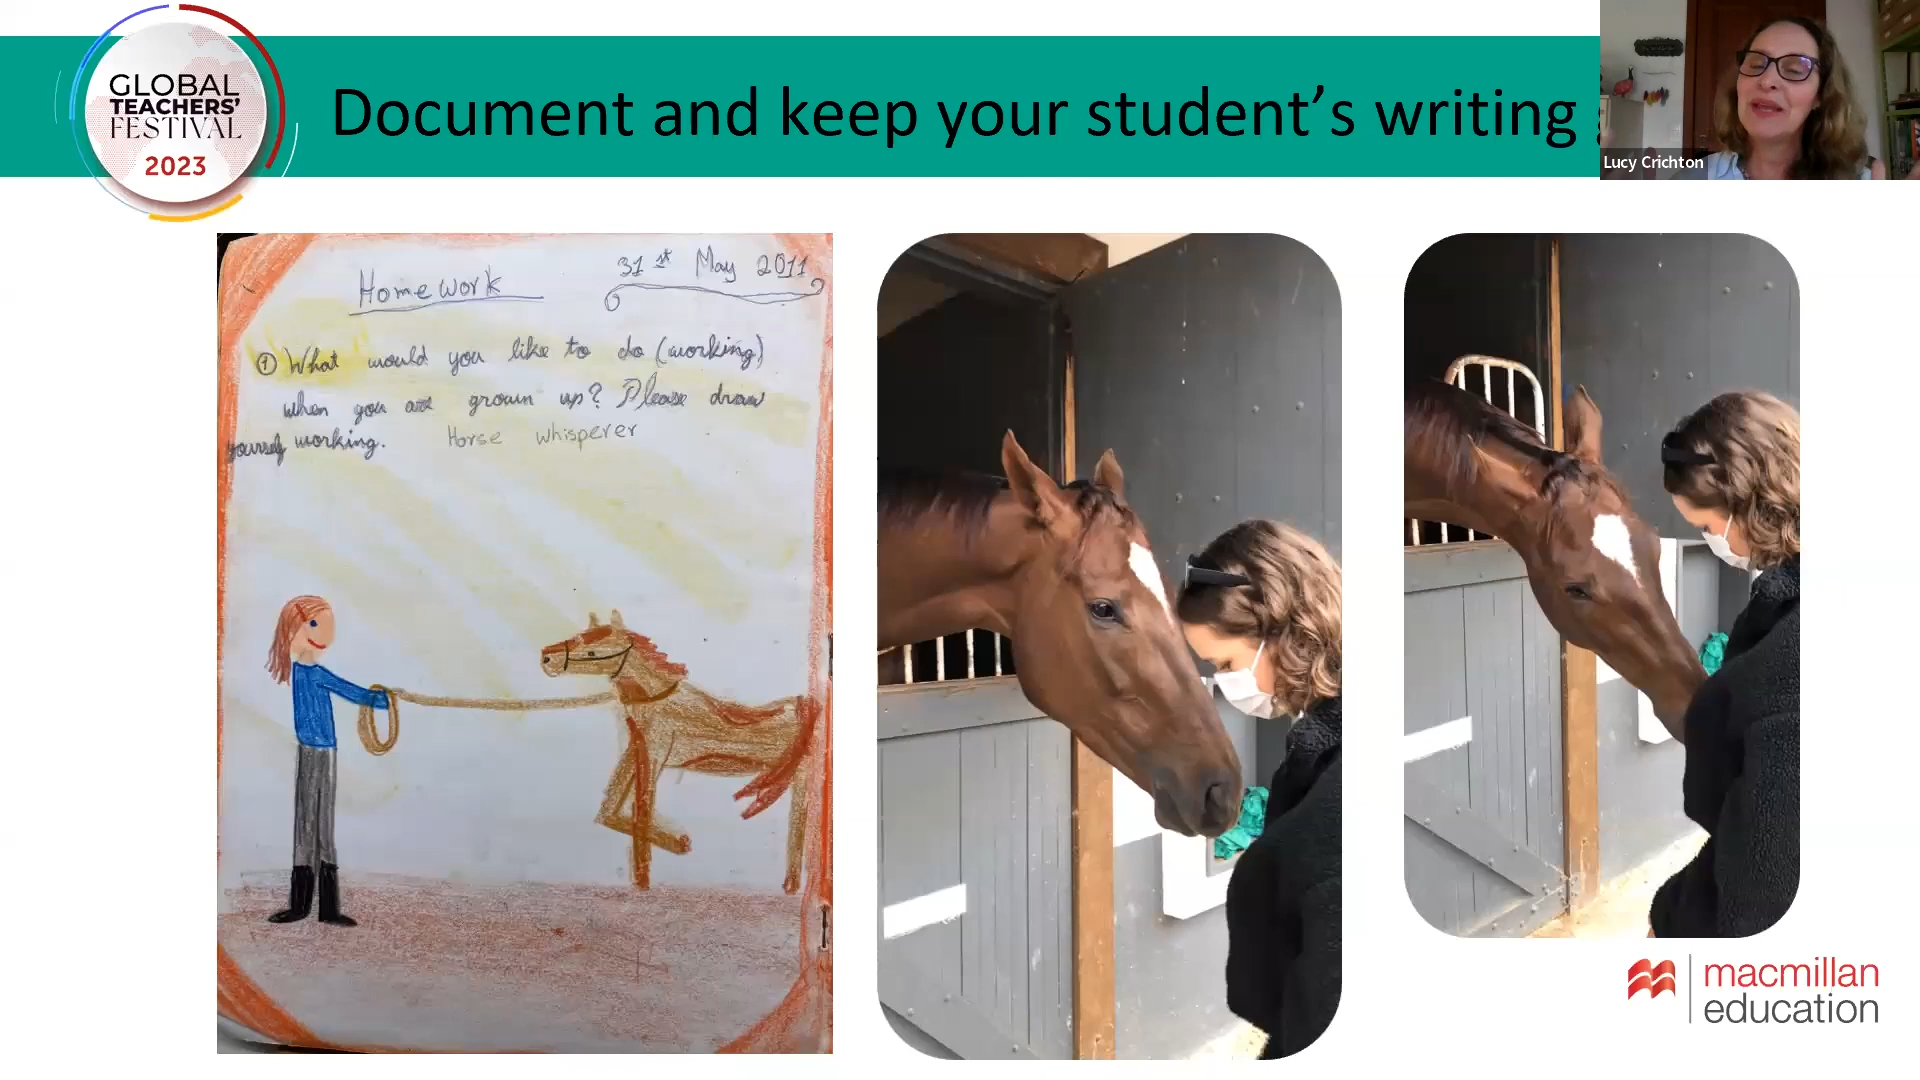 GLOBAL
TEACHERS'
FESTIVAL
2023
Document and keep your student's writing
Lucy Crichton
Homework
31st May 2011
① What would you like to do (working)
when you are grown up? Please draw
yourself working. Horse whisperer
macmillan
education